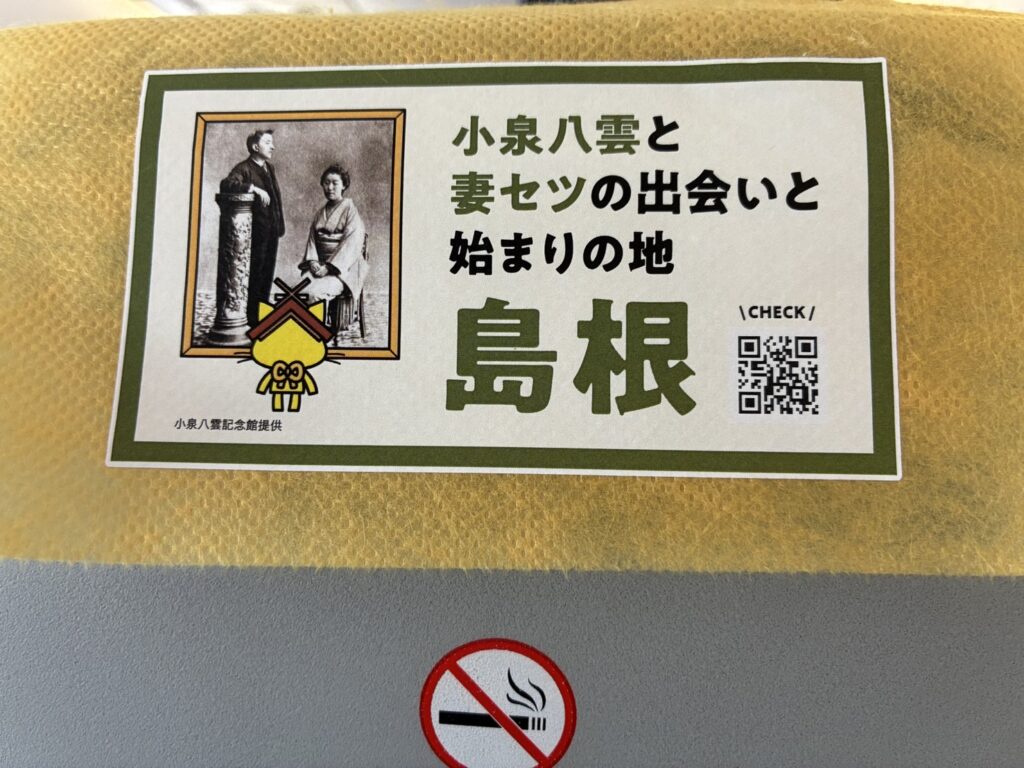 小泉八雲と
妻セツの出会いと
始まりの地
島根
\CHECK/
小泉八雲記念館提供